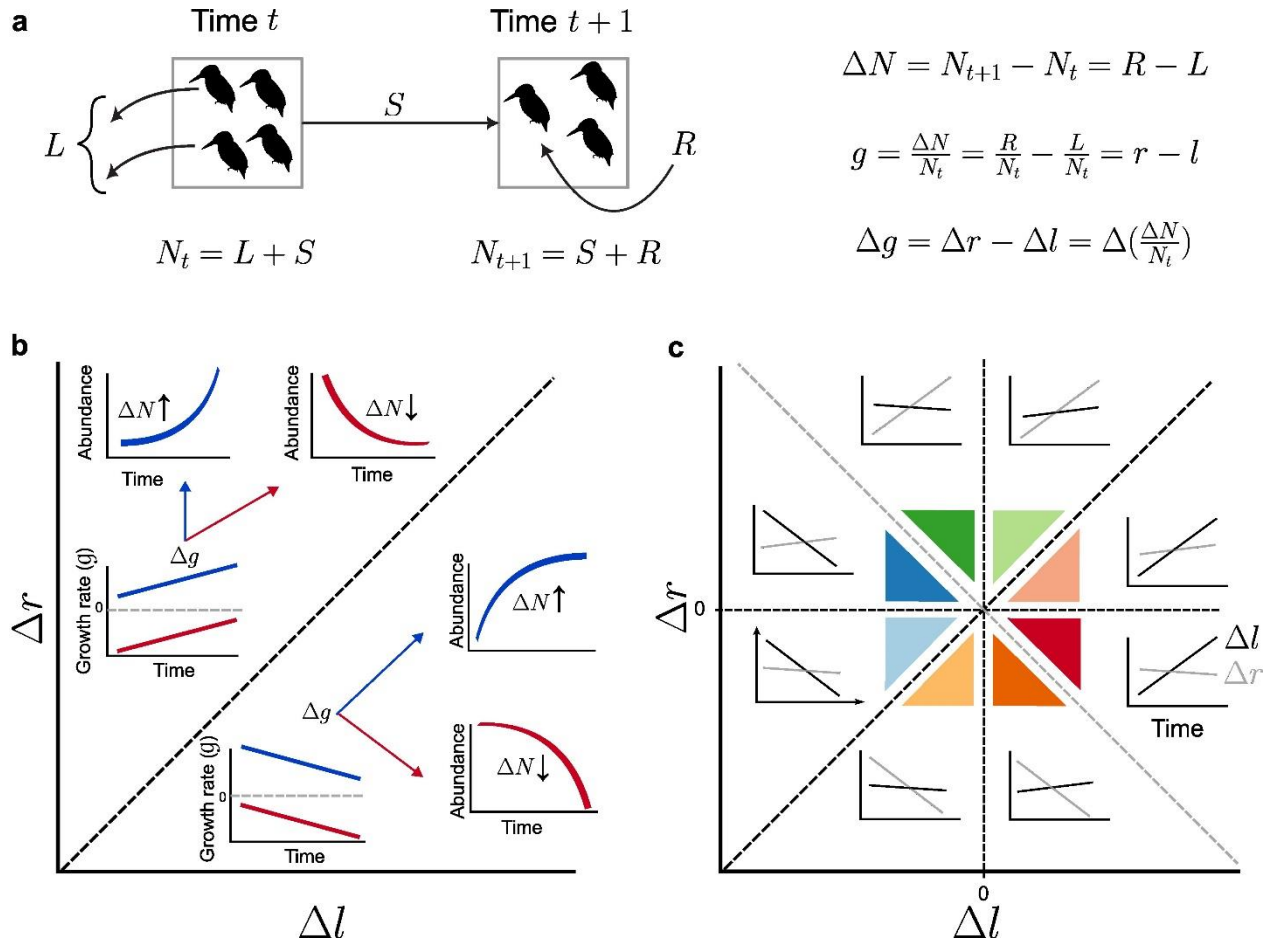 a
Time t
Time t + 1
L
S
R
N_t = L + S
N_{t+1} = S + R
ΔN = N_{t+1} − N_t = R − L
g = ΔN/N_t = R/N_t − L/N_t = r − l
Δg = Δr − Δl = Δ(ΔN/N_t)
b
Δr
Abundance
ΔN↑
Time
Abundance
ΔN↓
Time
Δg
Growth rate (g)
0
Time
Abundance
ΔN↑
Time
Δg
Growth rate (g)
0
Time
Abundance
ΔN↓
Time
Δl
c
Δr
0
Δl
Δr
Time
0
Δl